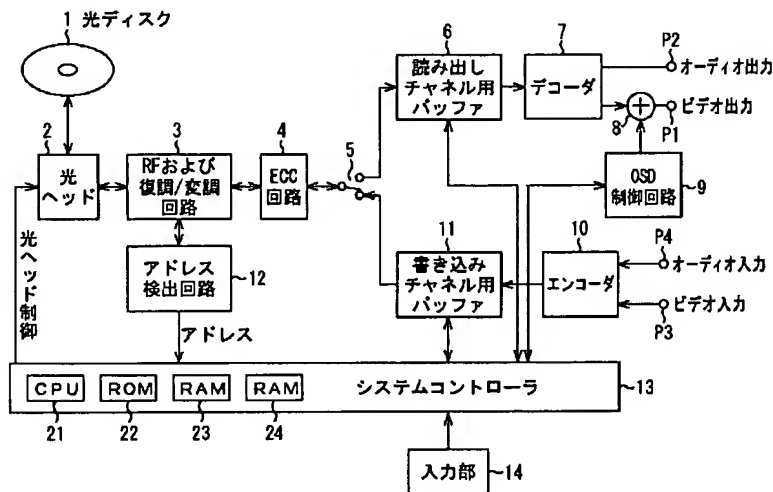 1 光ディスク
2
光
ヘッド
3
RFおよび
復調/変調
回路
4
ECC
回路
5
6
読み出し
チャネル用
バッファ
7
デコーダ
P2
オーディオ出力
8
ビデオ出力
P1
OSD
制御回路
9
10
エンコーダ
P4
オーディオ入力
ビデオ入力
P3
11
書き込み
チャネル用
バッファ
アドレス
検出回路
12
アドレス
光ヘッド制御
CPU
ROM
RAM
RAM
システムコントローラ
13
21
22
23
24
入力部
14